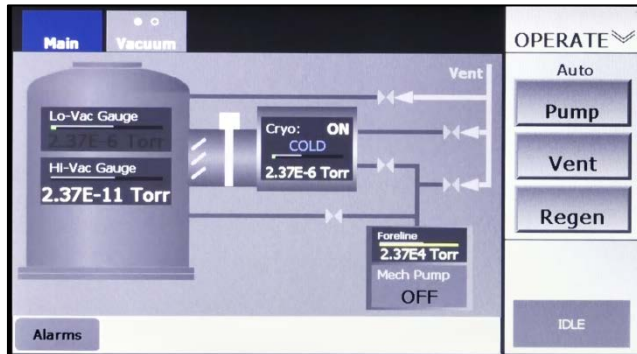 Main
Vacuum
OPERATE
Auto
Pump
Vent
Regen
IDLE
Vent
Lo-Vac Gauge
2.37E-6 Torr
Hi-Vac Gauge
2.37E-11 Torr
Cryo: ON
COLD
2.37E-6 Torr
Foreline
2.37E4 Torr
Mech Pump
OFF
Alarms